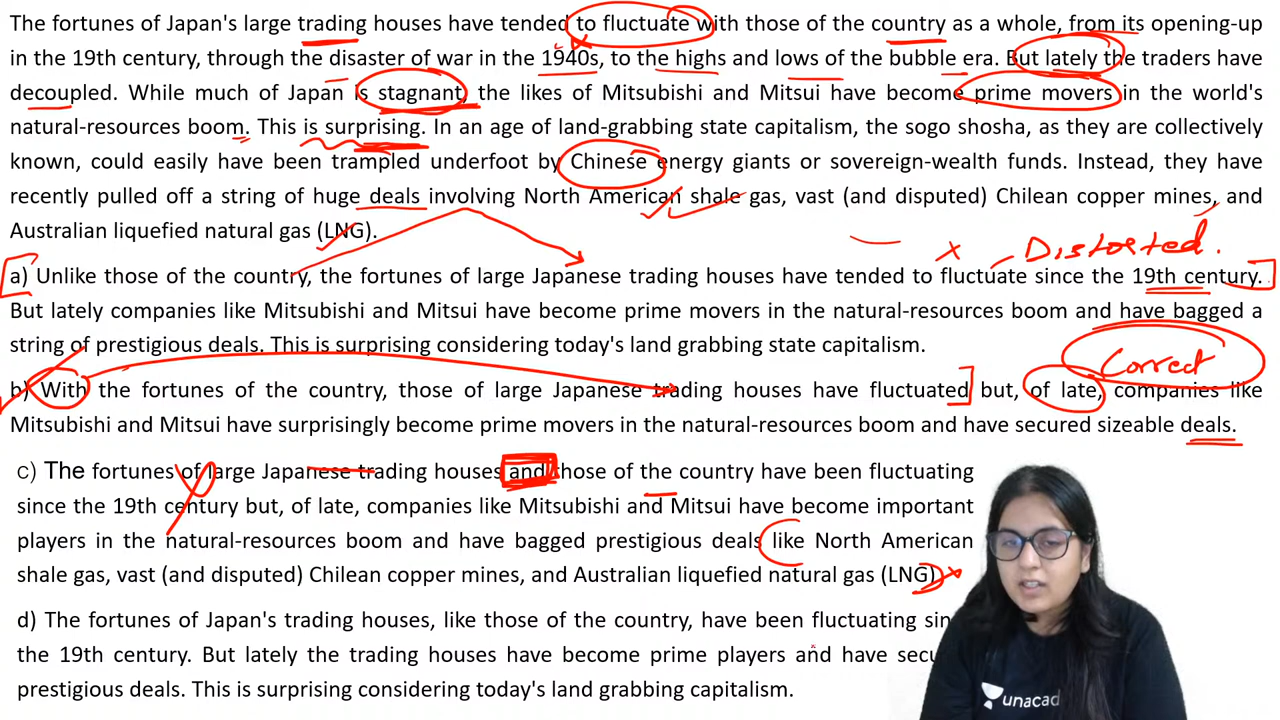 The fortunes of Japan's large trading houses have tended to fluctuate with those of the country as a whole, from its opening-up
in the 19th century, through the disaster of war in the 1940s, to the highs and lows of the bubble era. But lately the traders have
decoupled. While much of Japan is stagnant, the likes of Mitsubishi and Mitsui have become prime movers in the world's
natural-resources boom. This is surprising. In an age of land-grabbing state capitalism, the sogo shosha, as they are collectively
known, could easily have been trampled underfoot by Chinese energy giants or sovereign-wealth funds. Instead, they have
recently pulled off a string of huge deals involving North American shale gas, vast (and disputed) Chilean copper mines, and
Australian liquefied natural gas (LNG).
Distorted.
a) Unlike those of the country, the fortunes of large Japanese trading houses have tended to fluctuate since the 19th century.
But lately companies like Mitsubishi and Mitsui have become prime movers in the natural-resources boom and have bagged a
string of prestigious deals. This is surprising considering today's land grabbing state capitalism.
Correct
b) With the fortunes of the country, those of large Japanese trading houses have fluctuated but, of late, companies like
Mitsubishi and Mitsui have surprisingly become prime movers in the natural-resources boom and have secured sizeable deals.
c) The fortunes of large Japanese trading houses and those of the country have been fluctuating
since the 19th century but, of late, companies like Mitsubishi and Mitsui have become important
players in the natural-resources boom and have bagged prestigious deals like North American
shale gas, vast (and disputed) Chilean copper mines, and Australian liquefied natural gas (LNG)
d) The fortunes of Japan's trading houses, like those of the country, have been fluctuating sin
the 19th century. But lately the trading houses have become prime players and have secu
prestigious deals. This is surprising considering today's land grabbing capitalism.
unacad